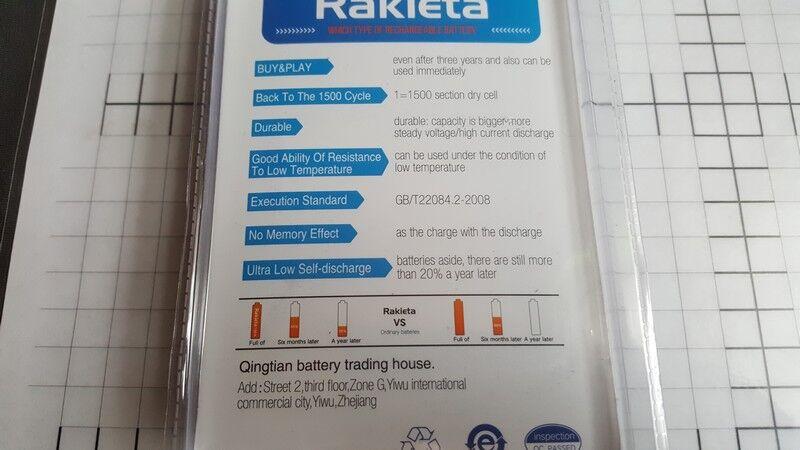 Rakieta
WHICH TYPE OF RECHARGEABLE BATTERY
BUY&PLAY
even after three years and also can be
used immediately
Back To The 1500 Cycle
1=1500 section dry cell
Durable
durable: capacity is bigger more
steady voltage/high current discharge
Good Ability Of Resistance
To Low Temperature
can be used under the condition of
low temperature
Execution Standard
GB/T22084.2-2008
No Memory Effect
as the charge with the discharge
Ultra Low Self-discharge
batteries aside, there are still more
than 20% a year later
Rakieta
Full of
Six months later
A year later
Rakieta
VS
Ordinary batteries
Full of
Six months later
A year later
Qingtian battery trading house.
Add:Street 2,third floor,Zone G,Yiwu international
commercial city,Yiwu,Zhejiang
e
inspection
QC PASSED